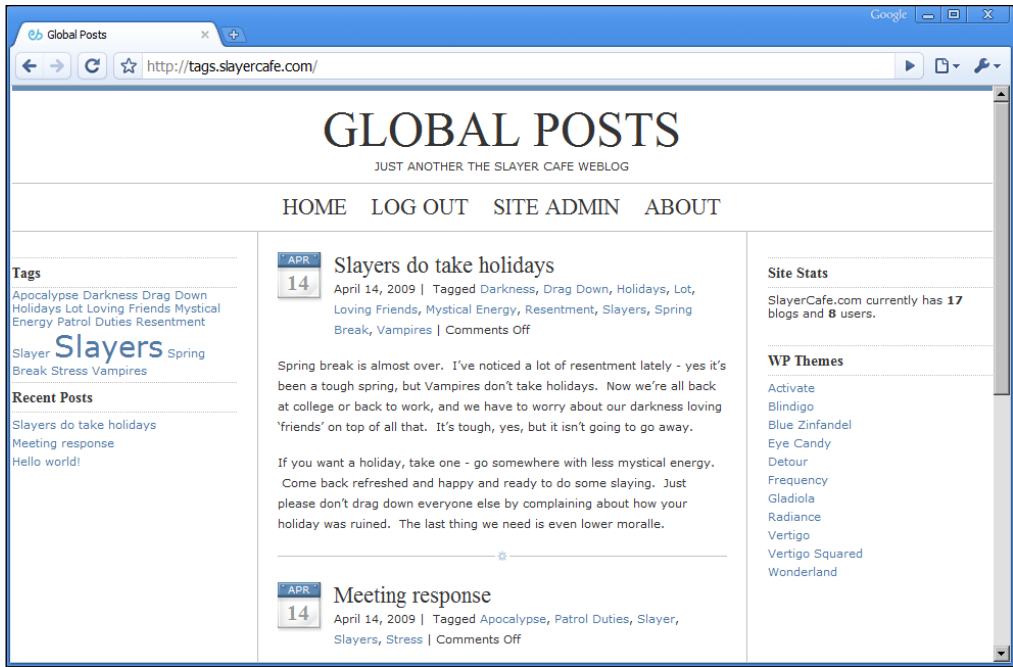 Google
Global Posts
http://tags.slayercafe.com/
GLOBAL POSTS
JUST ANOTHER THE SLAYER CAFE WEBLOG
HOME LOG OUT SITE ADMIN ABOUT
Tags
Apocalypse Darkness Drag Down
Holidays Lot Loving Friends Mystical
Energy Patrol Duties Resentment
Slayer Slayers Spring
Break Stress Vampires
Recent Posts
Slayers do take holidays
Meeting response
Hello world!
APR
14
Slayers do take holidays
April 14, 2009 | Tagged Darkness, Drag Down, Holidays, Lot,
Loving Friends, Mystical Energy, Resentment, Slayers, Spring
Break, Vampires | Comments Off
Spring break is almost over. I've noticed a lot of resentment lately - yes it's
been a tough spring, but Vampires don't take holidays. Now we're all back
at college or back to work, and we have to worry about our darkness loving
'friends' on top of all that. It's tough, yes, but it isn't going to go away.
If you want a holiday, take one - go somewhere with less mystical energy.
Come back refreshed and happy and ready to do some slaying. Just
please don't drag down everyone else by complaining about how your
holiday was ruined. The last thing we need is even lower moralle.
APR
14
Meeting response
April 14, 2009 | Tagged Apocalypse, Patrol Duties, Slayer,
Slayers, Stress | Comments Off
Site Stats
SlayerCafe.com currently has 17
blogs and 8 users.
WP Themes
Activate
Blindigo
Blue Zinfandel
Eye Candy
Detour
Frequency
Gladiola
Radiance
Vertigo
Vertigo Squared
Wonderland